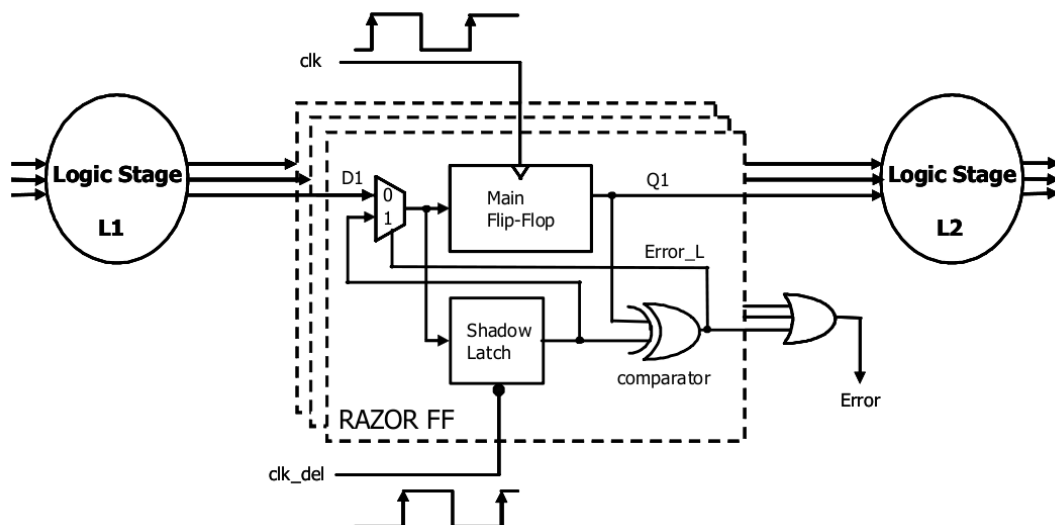 clk
Logic Stage
L1
D1
0
1
Main
Flip-Flop
Q1
Logic Stage
L2
Error_L
Shadow
Latch
comparator
Error
RAZOR FF
clk_del